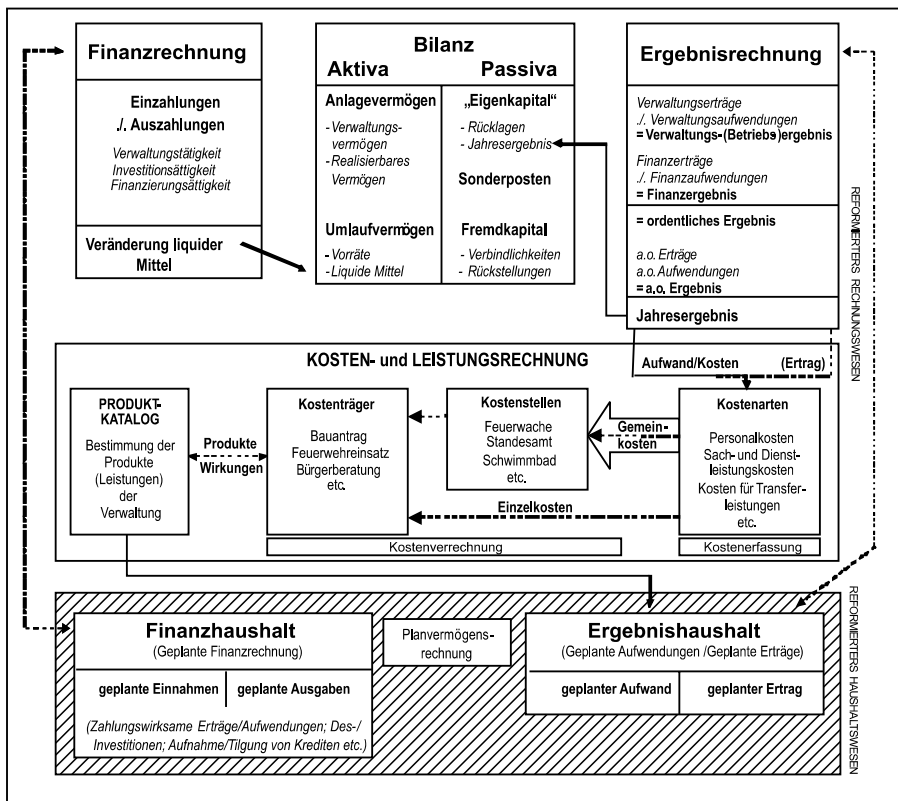 Finanzrechnung
Einzahlungen
./. Auszahlungen
Verwaltungstätigkeit
Investitionsättigkeit
Finanzierungsättigkeit
Veränderung liquider
Mittel
Bilanz
Aktiva
Passiva
Anlagevermögen
- Verwaltungs-
vermögen
- Realisierbares
Vermögen
Umlaufvermögen
- Vorräte
- Liquide Mittel
„Eigenkapital“
- Rücklagen
- Jahresergebnis
Sonderposten
Fremdkapital
- Verbindlichkeiten
- Rückstellungen
Ergebnisrechnung
Verwaltungserträge
./. Verwaltungsaufwendungen
= Verwaltungs-(Betriebs-)ergebnis
Finanzerträge
./. Finanzaufwendungen
= Finanzergebnis
= ordentliches Ergebnis
a.o. Erträge
a.o. Aufwendungen
= a.o. Ergebnis
Jahresergebnis
REFORMIERTERS RECHNUNGSWESEN
KOSTEN- und LEISTUNGSRECHNUNG
Aufwand/Kosten
(Ertrag)
PRODUKT-
KATALOG
Bestimmung der
Produkte
(Leistungen)
der
Verwaltung
Produkte
Wirkungen
Kostenträger
Bauantrag
Feuerwehreinsatz
Bürgerberatung
etc.
Kostenstellen
Feuerwache
Standesamt
Schwimmbad
etc.
Gemein-
kosten
Kostenarten
Personalkosten
Sach- und Dienst-
leistungskosten
Kosten für Transfer-
leistungen
etc.
Einzelkosten
Kostenverrechnung
Kostenerfassung
Finanzhaushalt
(Geplante Finanzrechnung)
geplante Einnahmen
geplante Ausgaben
(Zahlungswirksame Erträge/Aufwendungen; Des-/
Investitionen; Aufnahme/Tilgung von Krediten etc.)
Planvermögens-
rechnung
Ergebnishaushalt
(Geplante Aufwendungen /Geplante Erträge)
geplanter Aufwand
geplanter Ertrag
REFORMIERTERS HAUSHALTSWESEN